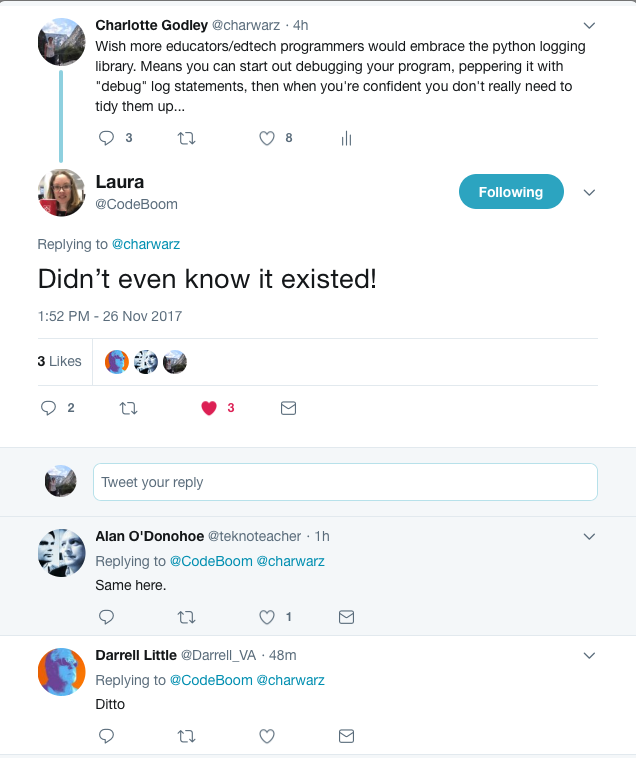 Charlotte Godley @charwarz · 4h
Wish more educators/edtech programmers would embrace the python logging
library. Means you can start out debugging your program, peppering it with
"debug" log statements, then when you're confident you don't really need to
tidy them up...
3 8
Laura
@CodeBoom
Following
Replying to @charwarz
Didn’t even know it existed!
1:52 PM - 26 Nov 2017
3 Likes
2 3
Tweet your reply
Alan O'Donohoe @teknoteacher · 1h
Replying to @CodeBoom @charwarz
Same here.
1
Darrell Little @Darrell_VA · 48m
Replying to @CodeBoom @charwarz
Ditto